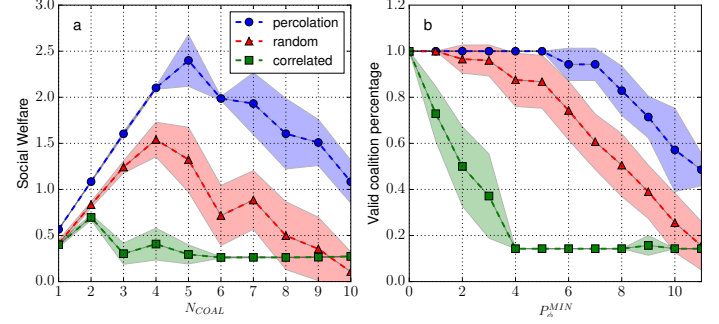 a
b
percolation
random
correlated
Social Welfare
3.0
2.5
2.0
1.5
1.0
0.5
0.0
1 2 3 4 5 6 7 8 9 10
N_COAL
Valid coalition percentage
1.2
1.0
0.8
0.6
0.4
0.2
0.0
0 2 4 6 8 10
P_ϕ^MIN